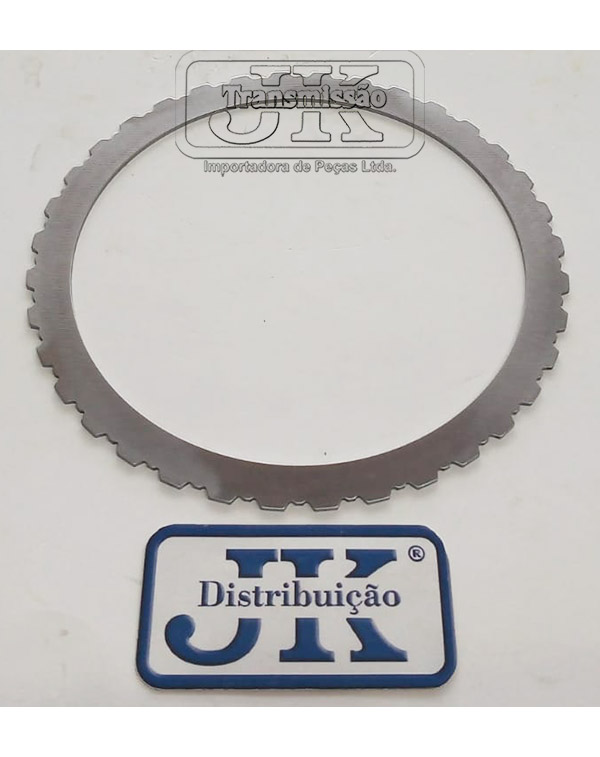 JK
Transmissão
Importadora de Peças Ltda.
JK®
Distribuição